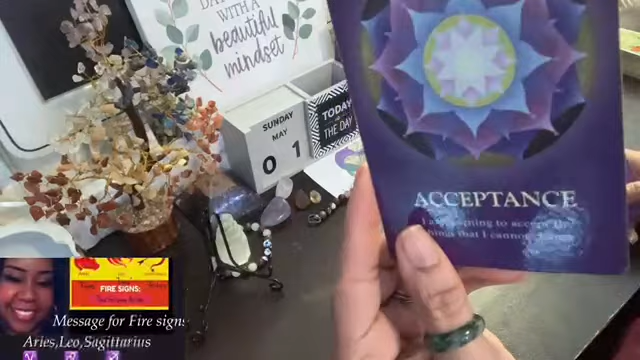 WITH A
beautiful
mindset
SUNDAY
MAY
0 1
TODAY
THE DAY
ACCEPTANCE
I am learning to accept the
things that I cannot change
FIRE SIGNS:
Message for Fire signs
Aries,Leo,Sagittarius